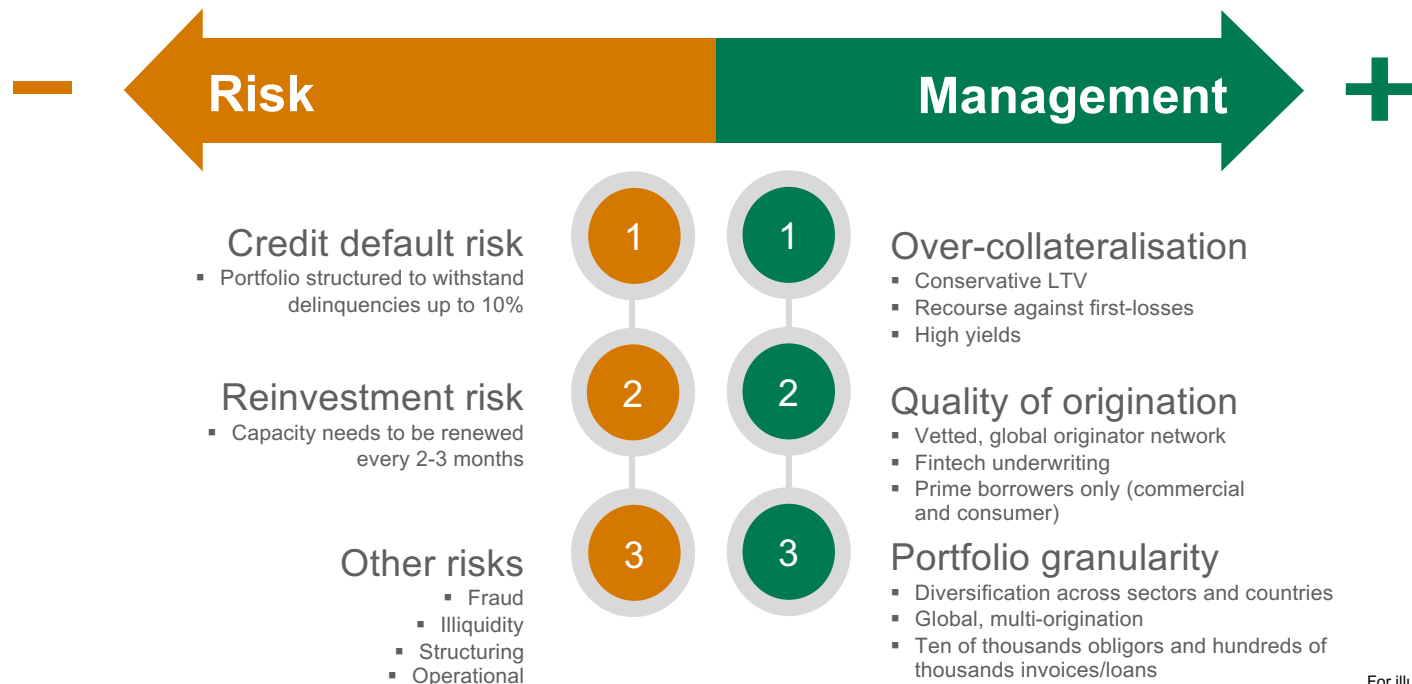 Risk
Management
1
Credit default risk
▪ Portfolio structured to withstand
delinquencies up to 10%
2
Reinvestment risk
▪ Capacity needs to be renewed
every 2-3 months
3
Other risks
▪ Fraud
▪ Illiquidity
▪ Structuring
▪ Operational
1
Over-collateralisation
▪ Conservative LTV
▪ Recourse against first-losses
▪ High yields
2
Quality of origination
▪ Vetted, global originator network
▪ Fintech underwriting
▪ Prime borrowers only (commercial
and consumer)
3
Portfolio granularity
▪ Diversification across sectors and countries
▪ Global, multi-origination
▪ Ten of thousands obligors and hundreds of
thousands invoices/loans
For